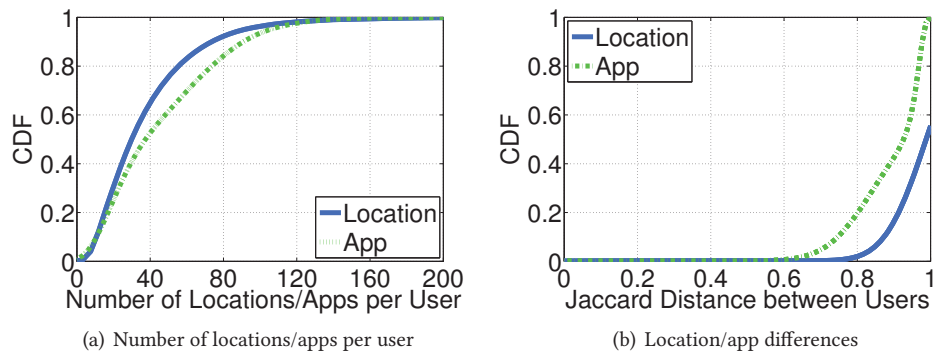 1
0.8
0.6
0.4
0.2
0
CDF
0 40 80 120 160 200
Number of Locations/Apps per User
Location
App
(a) Number of locations/apps per user
1
0.8
0.6
0.4
0.2
0
CDF
0 0.2 0.4 0.6 0.8 1
Jaccard Distance between Users
Location
App
(b) Location/app differences